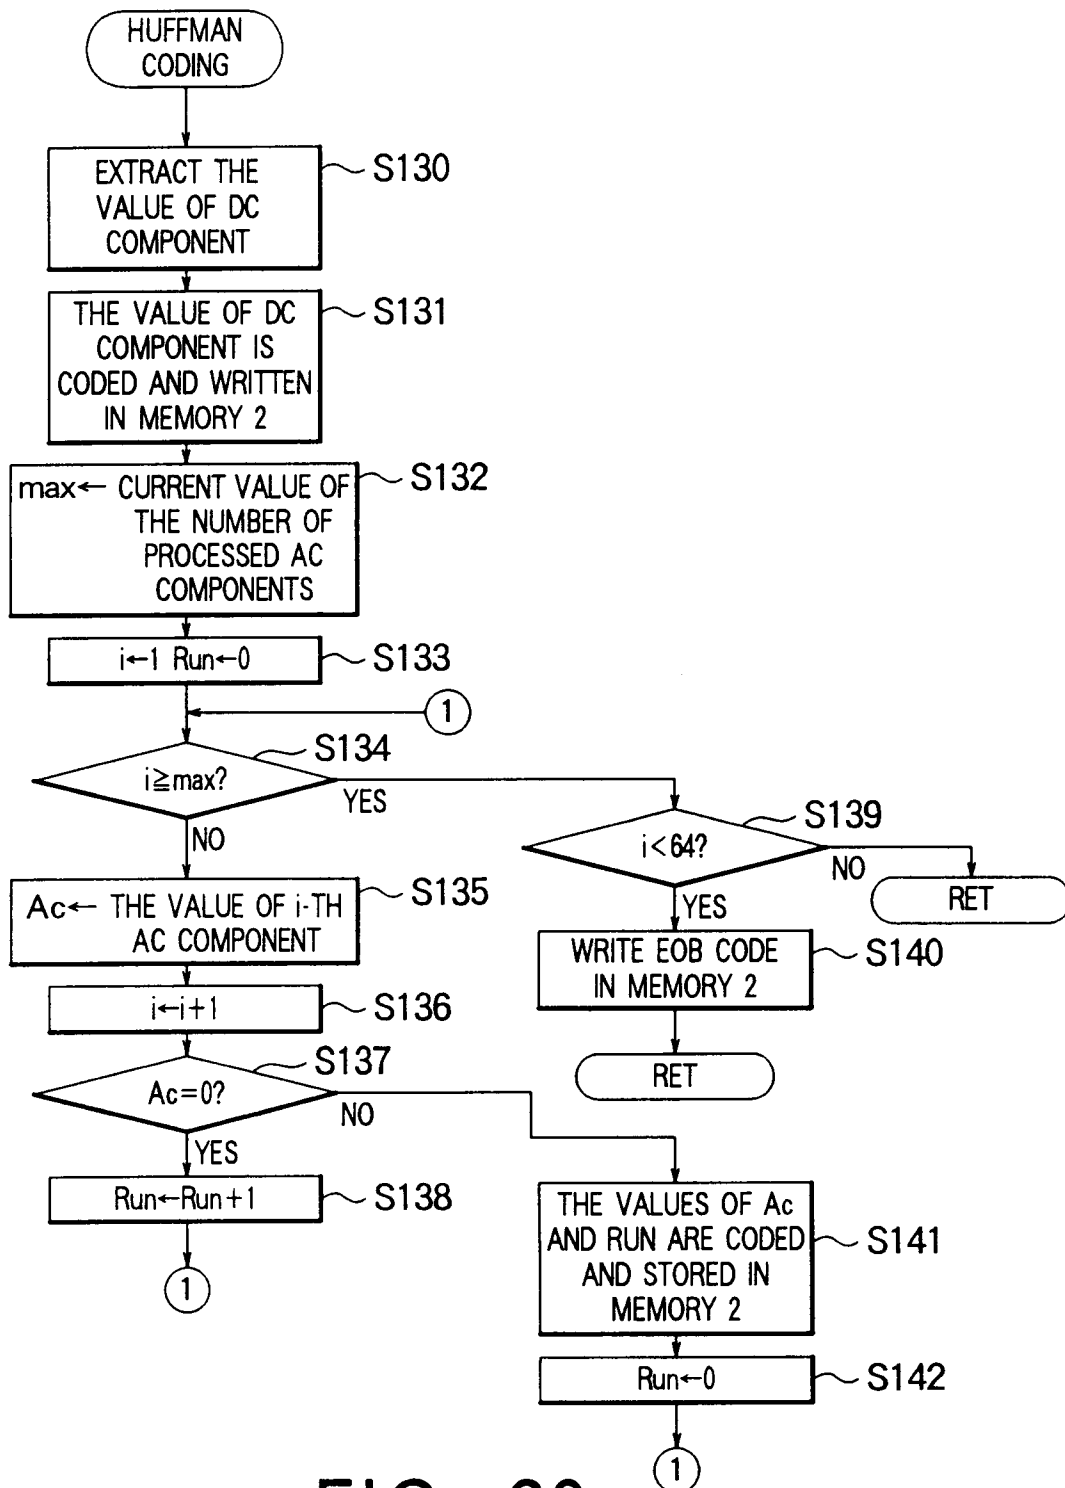 HUFFMAN
CODING
EXTRACT THE
VALUE OF DC
COMPONENT
S130
THE VALUE OF DC
COMPONENT IS
CODED AND WRITTEN
IN MEMORY 2
S131
max← CURRENT VALUE OF
THE NUMBER OF
PROCESSED AC
COMPONENTS
S132
i←1 Run←0
S133
1
i≧max?
S134
YES
NO
i<64?
S139
NO
RET
YES
Ac← THE VALUE OF i-TH
AC COMPONENT
S135
WRITE EOB CODE
IN MEMORY 2
S140
RET
i←i+1
S136
Ac=0?
S137
NO
YES
Run←Run+1
S138
1
THE VALUES OF Ac
AND RUN ARE CODED
AND STORED IN
MEMORY 2
S141
Run←0
S142
1